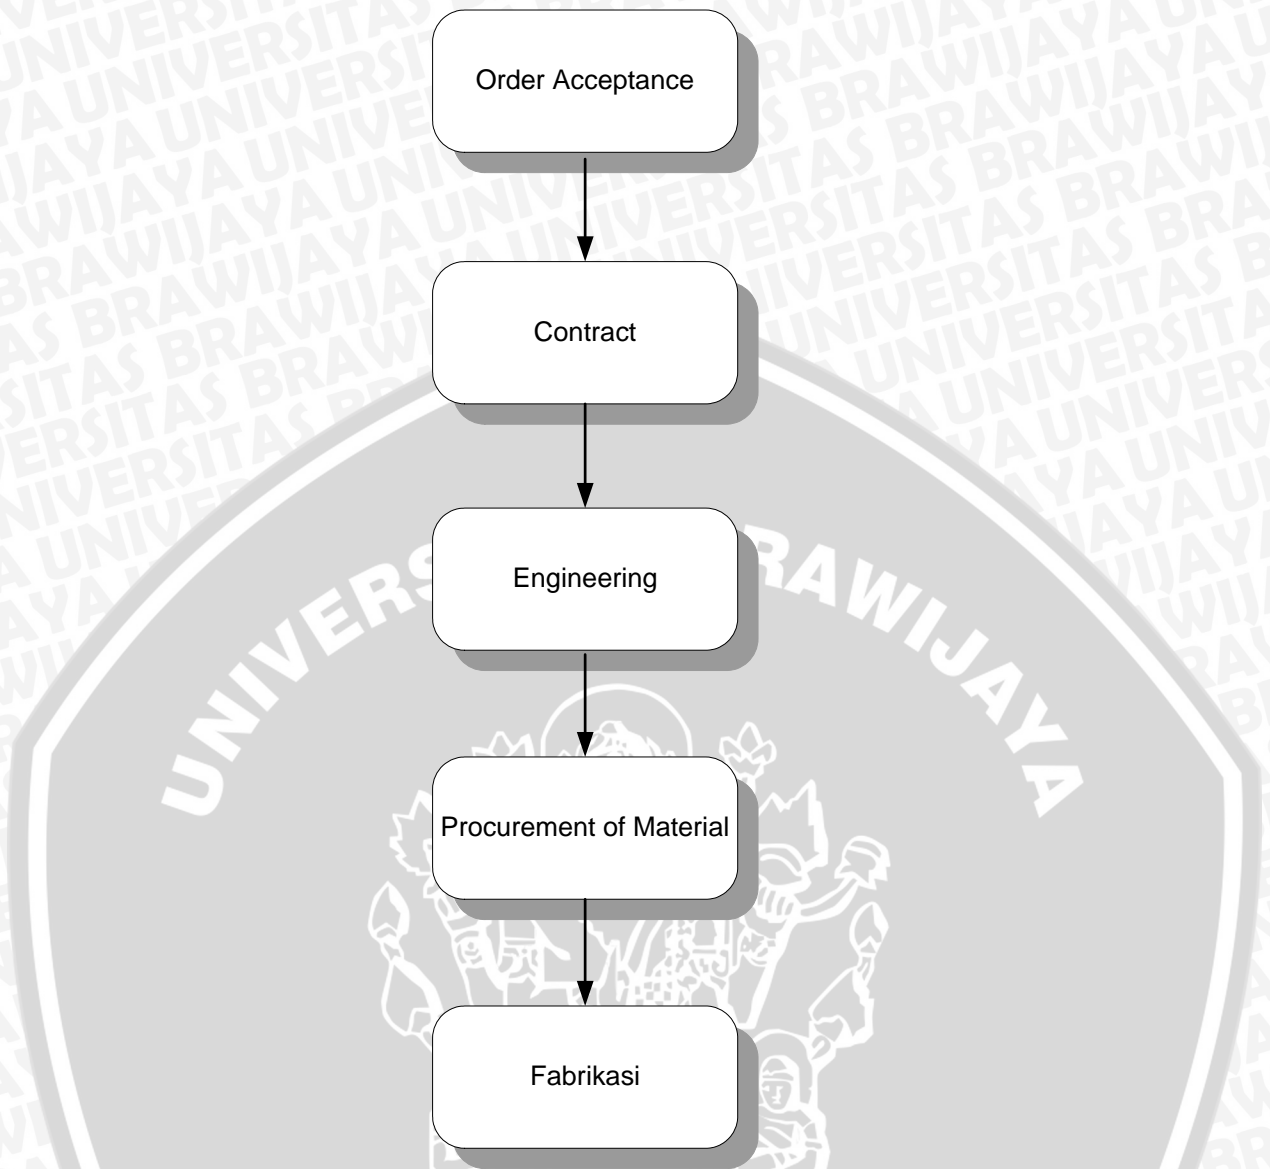 Order Acceptance
Contract
Engineering
Procurement of Material
Fabrikasi